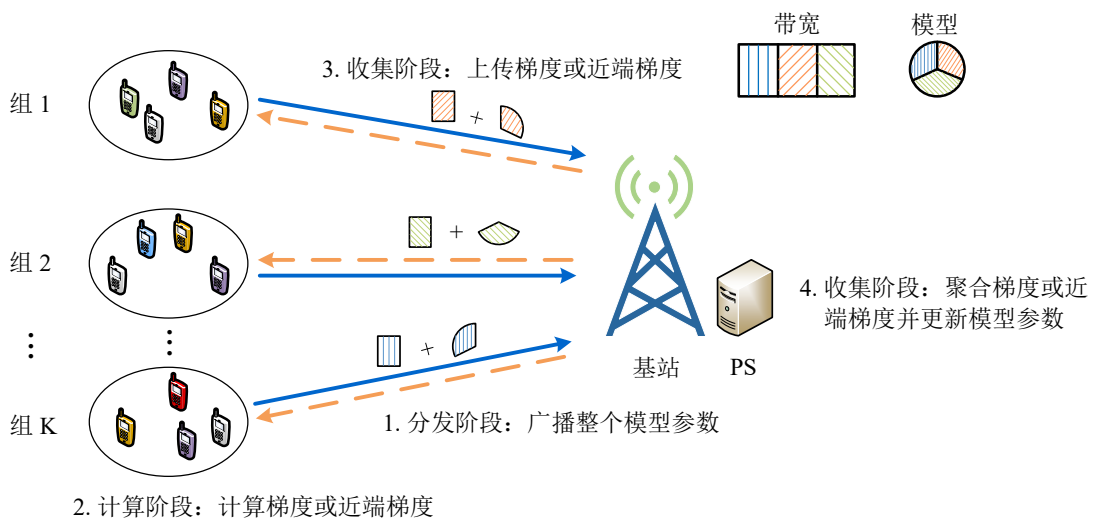 带宽
模型
3. 收集阶段：上传梯度或近端梯度
组 1
+
组 2
+
4. 收集阶段：聚合梯度或近
端梯度并更新模型参数
⋮
⋮
+
基站
PS
组 K
1. 分发阶段：广播整个模型参数
2. 计算阶段：计算梯度或近端梯度